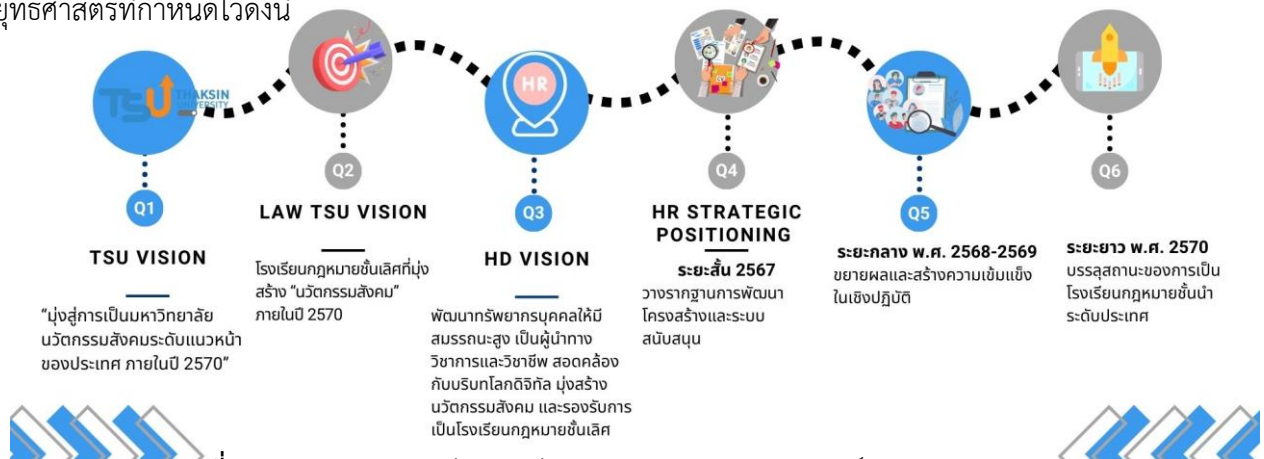 ยุทธศาสตร์ที่กำหนดไว้ดังนี้
TSU THAKSIN
UNIVERSITY
HR
Q1
TSU VISION
"มุ่งสู่การเป็นมหาวิทยาลัย
นวัตกรรมสังคมระดับแนวหน้า
ของประเทศ ภายในปี 2570"
Q2
LAW TSU VISION
โรงเรียนกฎหมายชั้นเลิศที่มุ่ง
สร้าง "นวัตกรรมสังคม"
ภายในปี 2570
Q3
HD VISION
พัฒนาทรัพยากรบุคคลให้มี
สมรรถนะสูง เป็นผู้นำทาง
วิชาการและวิชาชีพ สอดคล้อง
กับบริบทโลกดิจิทัล มุ่งสร้าง
นวัตกรรมสังคม และรองรับการ
เป็นโรงเรียนกฎหมายชั้นเลิศ
Q4
HR STRATEGIC
POSITIONING
ระยะสั้น 2567
วางรากฐานการพัฒนา
โครงสร้างและระบบ
สนับสนุน
Q5
ระยะกลาง พ.ศ. 2568-2569
ขยายผลและสร้างความเข้มแข็ง
ในเชิงปฏิบัติ
Q6
ระยะยาว พ.ศ. 2570
บรรลุสถานะของการเป็น
โรงเรียนกฎหมายชั้นนำ
ระดับประเทศ